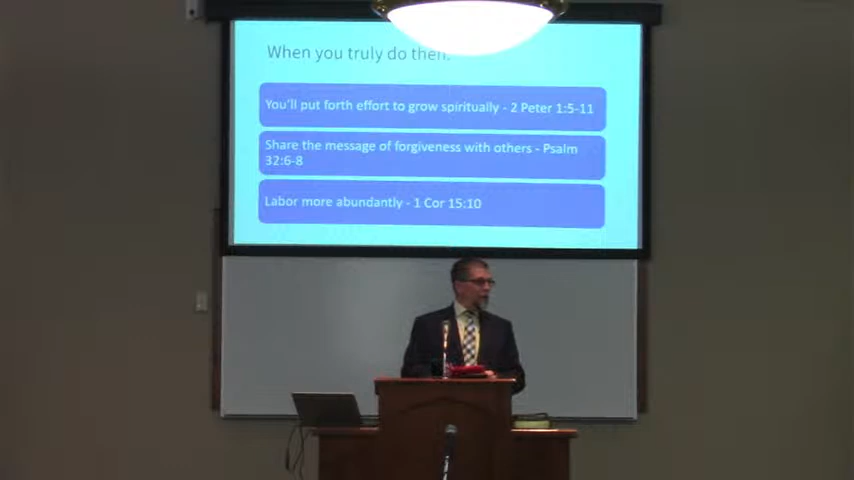 When you truly do then.
You'll put forth effort to grow spiritually - 2 Peter 1:5-11
Share the message of forgiveness with others - Psalm
32:6-8
Labor more abundantly - 1 Cor 15:10